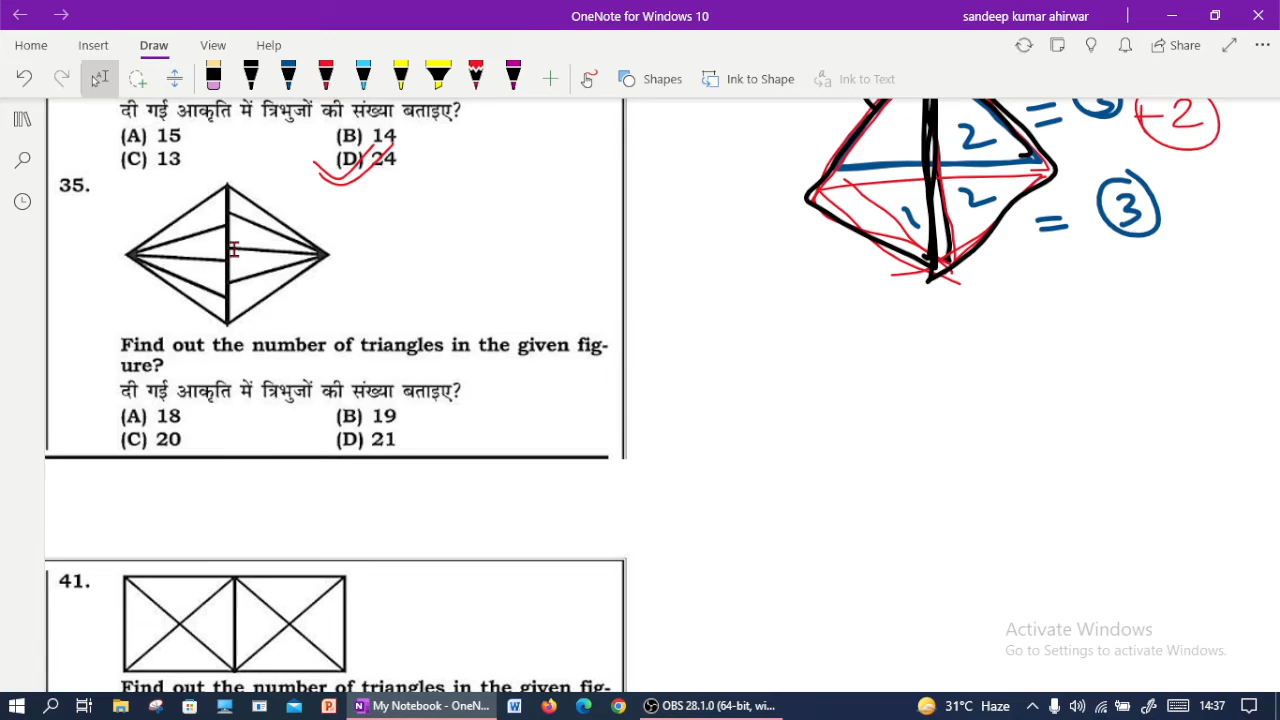 OneNote for Windows 10
sandeep kumar ahirwar
Home Insert Draw View Help
Share
Shapes
Ink to Shape
Ink to Text
दी गई आकृति में त्रिभुजों की संख्या बताइए?
(A) 15 (B) 14
(C) 13 (D) 24
35.
Find out the number of triangles in the given fig-
ure?
दी गई आकृति में त्रिभुजों की संख्या बताइए?
(A) 18 (B) 19
(C) 20 (D) 21
41.
Find out the number of triangles in the given fig-
2 = +2
1 2 = 3
Activate Windows
Go to Settings to activate Windows.
My Notebook - OneN...
OBS 28.1.0 (64-bit, wi...
31°C Haze
ENG
14:37